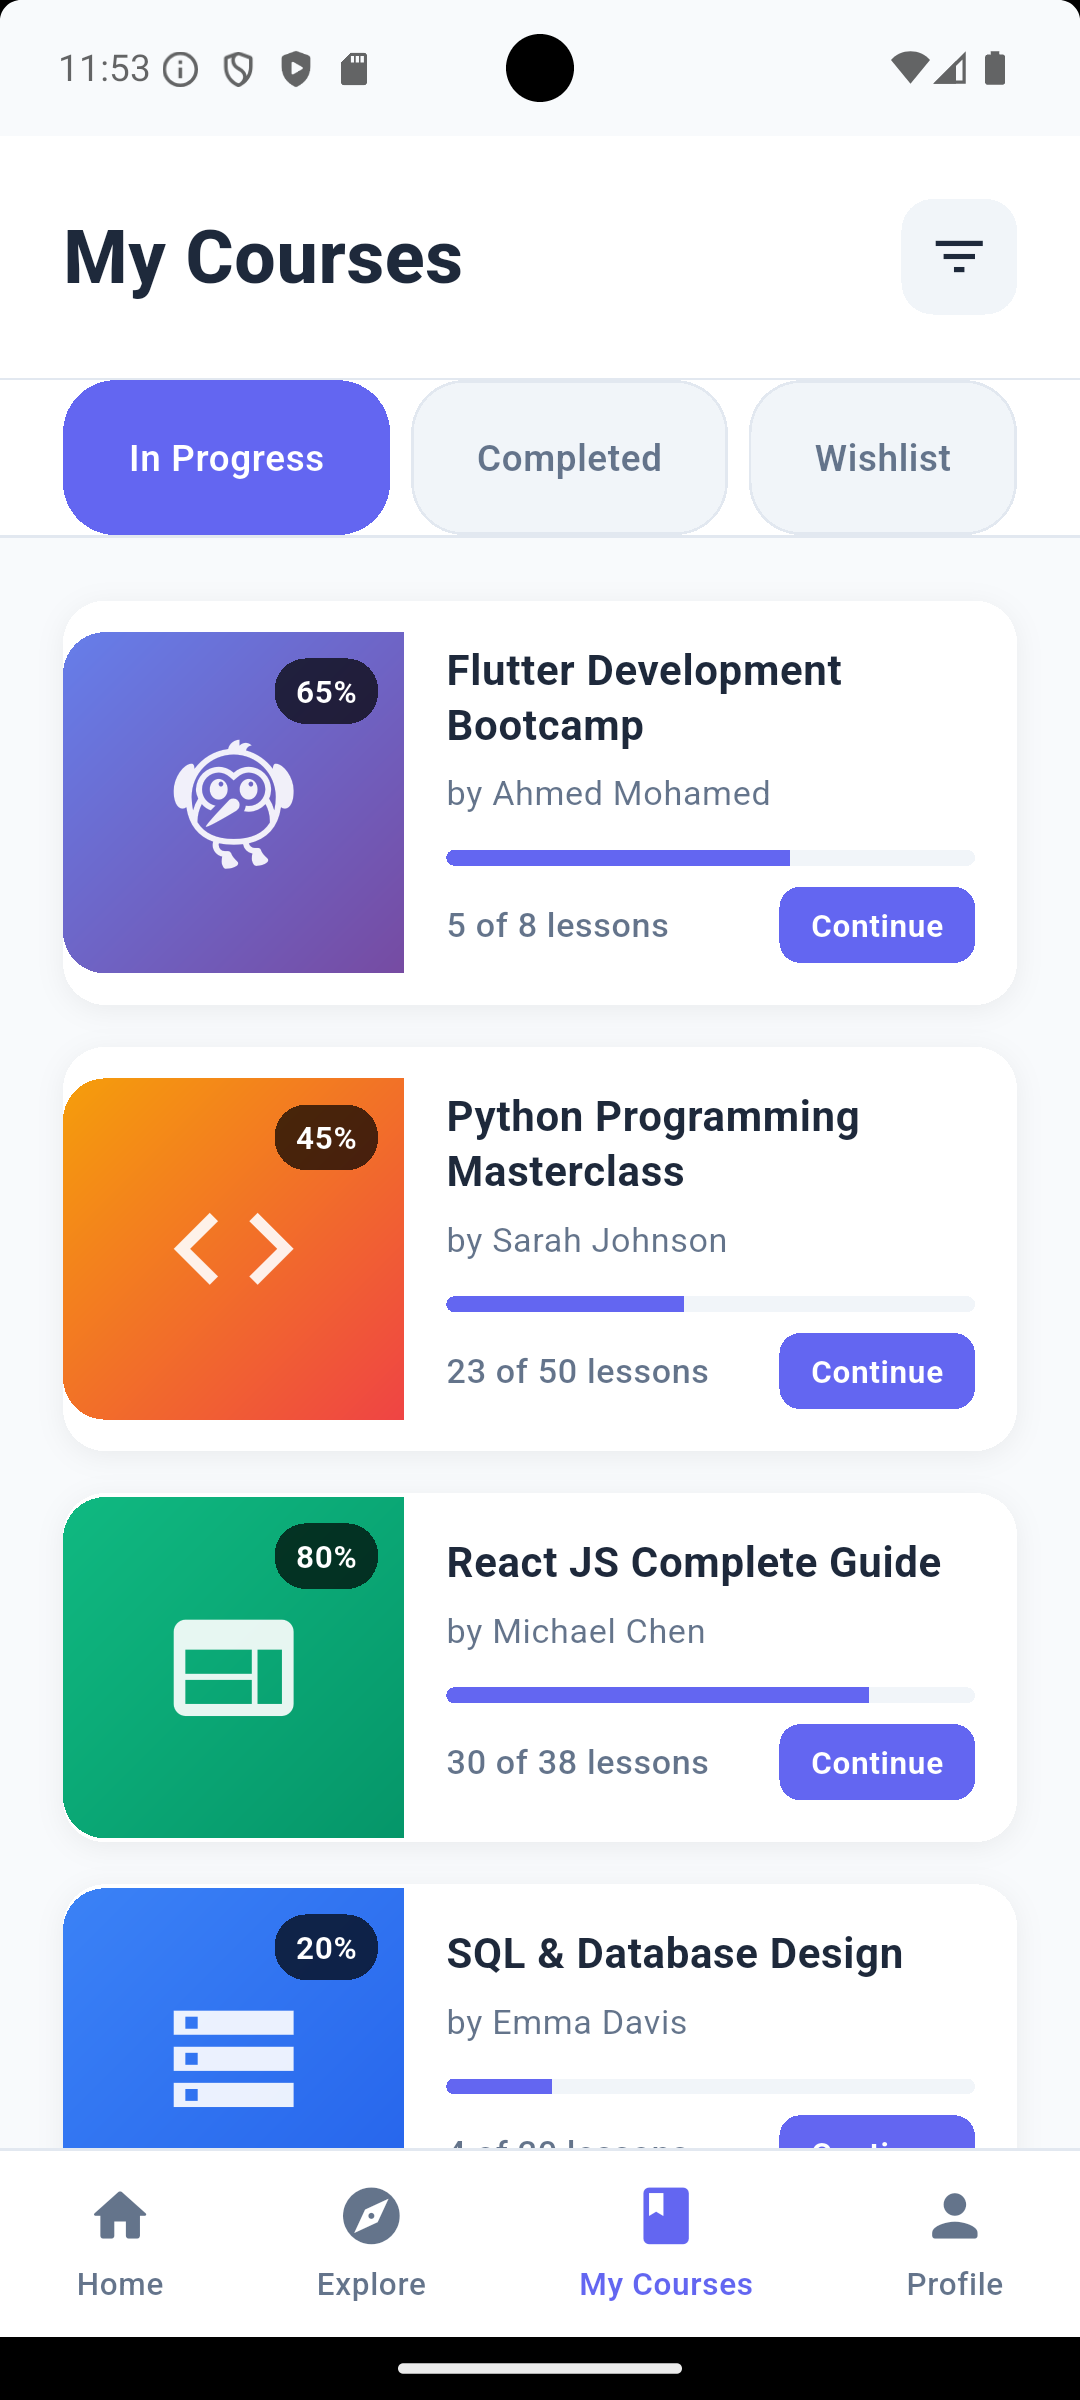 11:53
My Courses
In Progress
Completed
Wishlist
65%
Flutter Development
Bootcamp
by Ahmed Mohamed
5 of 8 lessons
Continue
45%
Python Programming
Masterclass
by Sarah Johnson
23 of 50 lessons
Continue
80%
React JS Complete Guide
by Michael Chen
30 of 38 lessons
Continue
20%
SQL & Database Design
by Emma Davis
Home
Explore
My Courses
Profile